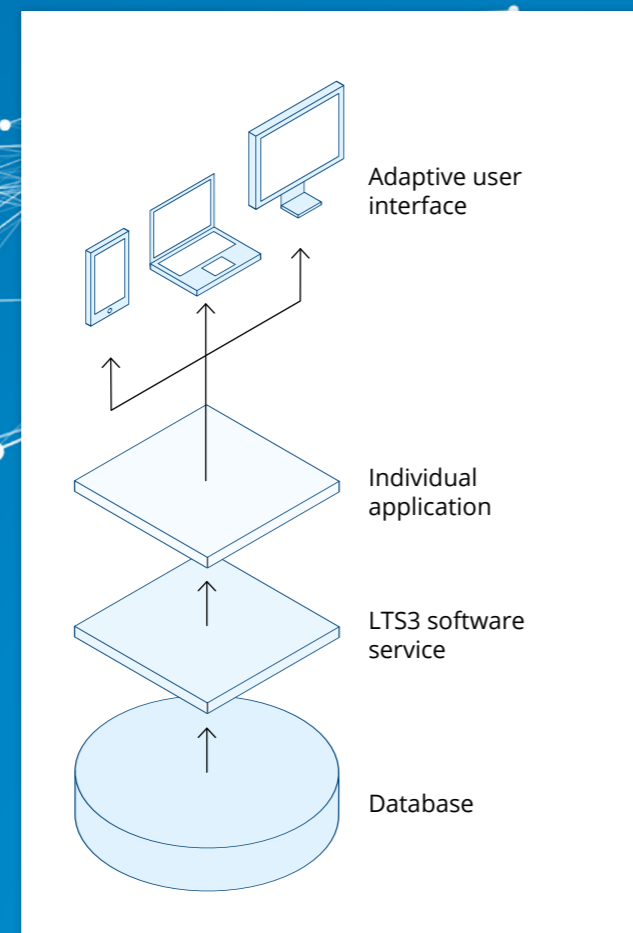 Adaptive user
interface
Individual
application
LTS3 software
service
Database